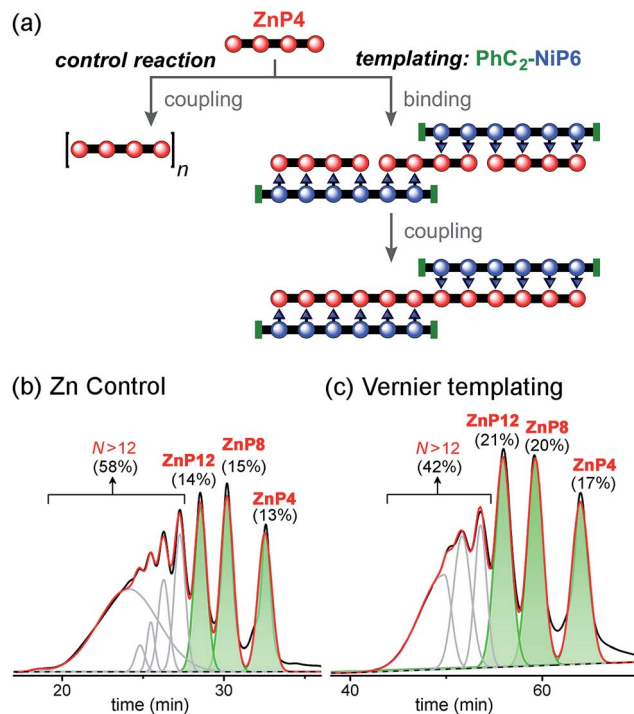 (a)
ZnP4
control reaction
templating: PhC₂-NiP6
coupling
binding
n
coupling
(b) Zn Control
(c) Vernier templating
N>12
(58%)
ZnP12
(14%)
ZnP8
(15%)
ZnP4
(13%)
N>12
(42%)
ZnP12
(21%)
ZnP8
(20%)
ZnP4
(17%)
20
30
time (min)
40
60
time (min)